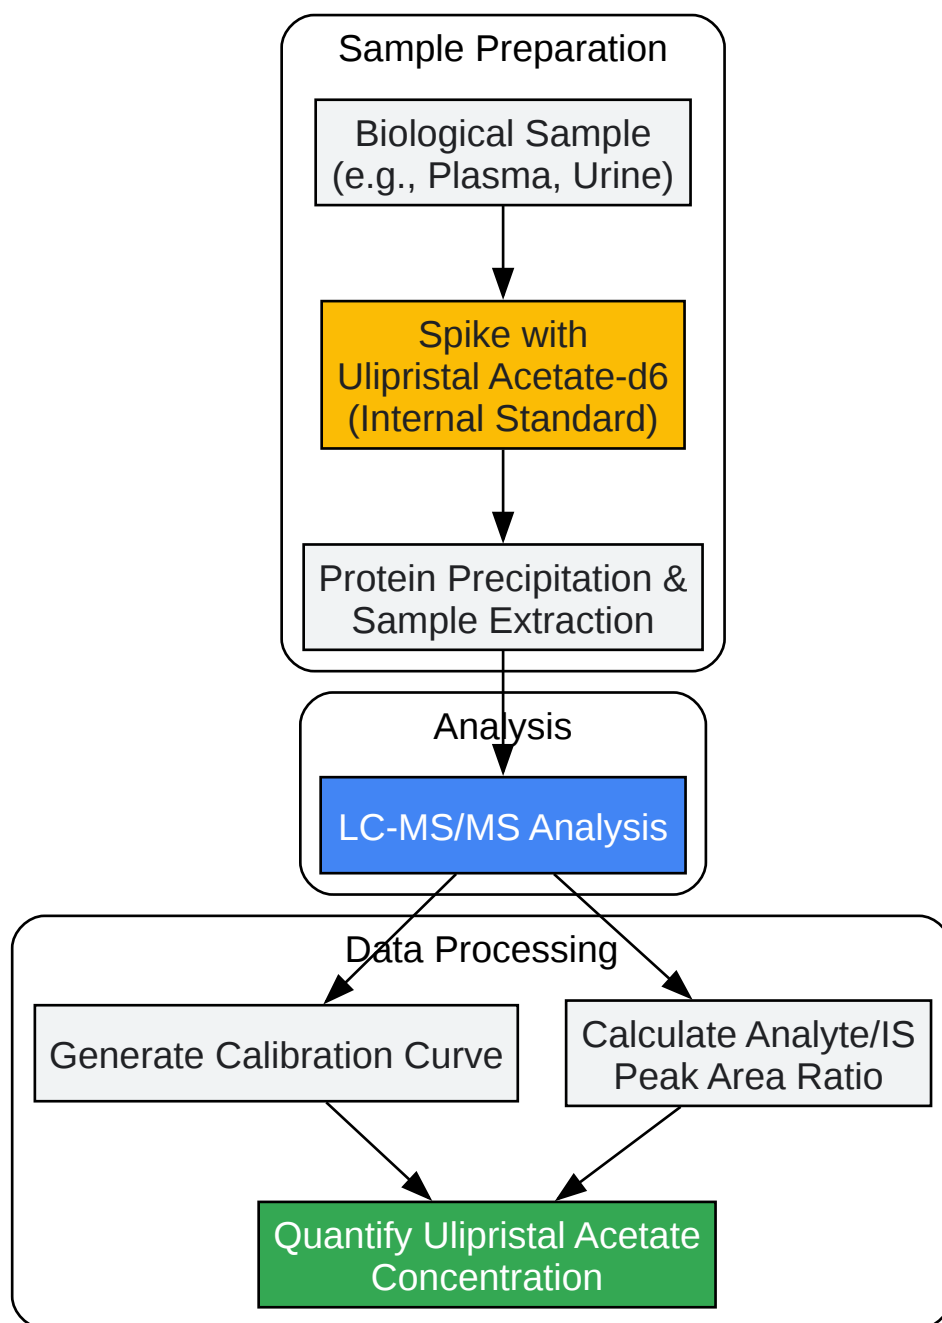 Sample Preparation
Biological Sample
(e.g., Plasma, Urine)
Spike with
Ulipristal Acetate-d6
(Internal Standard)
Protein Precipitation &
Sample Extraction
Analysis
LC-MS/MS Analysis
Data Processing
Generate Calibration Curve
Calculate Analyte/IS
Peak Area Ratio
Quantify Ulipristal Acetate
Concentration